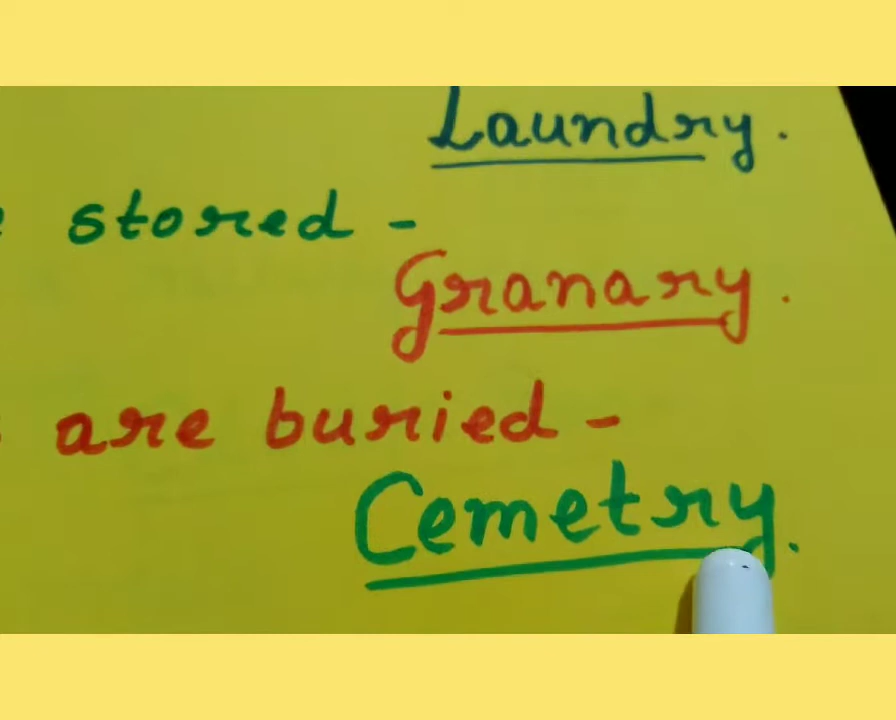 Laundry.
stored -
Granary.
are buried -
Cemetry.